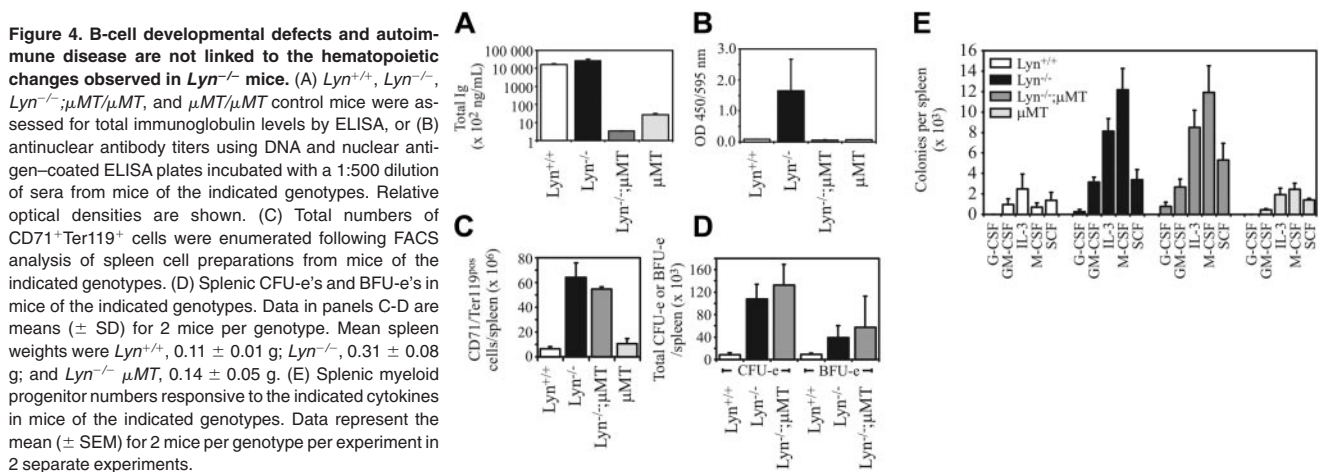 Figure 4. B-cell developmental defects and autoim-
mune disease are not linked to the hematopoietic
changes observed in Lyn−/− mice. (A) Lyn+/+, Lyn−/−,
Lyn−/−;μMT/μMT, and μMT/μMT control mice were as-
sessed for total immunoglobulin levels by ELISA, or (B)
antinuclear antibody titers using DNA and nuclear anti-
gen–coated ELISA plates incubated with a 1:500 dilution
of sera from mice of the indicated genotypes. Relative
optical densities are shown. (C) Total numbers of
CD71+Ter119+ cells were enumerated following FACS
analysis of spleen cell preparations from mice of the
indicated genotypes. (D) Splenic CFU-e's and BFU-e's in
mice of the indicated genotypes. Data in panels C-D are
means (± SD) for 2 mice per genotype. Mean spleen
weights were Lyn+/+, 0.11 ± 0.01 g; Lyn−/−, 0.31 ± 0.08
g; and Lyn−/− μMT, 0.14 ± 0.05 g. (E) Splenic myeloid
progenitor numbers responsive to the indicated cytokines
in mice of the indicated genotypes. Data represent the
mean (± SEM) for 2 mice per genotype per experiment in
2 separate experiments.
A
Total Ig
(x 10² ng/mL)
100 000
10 000
1000
100
10
1
Lyn+/+
Lyn-/-
Lyn-/-;μMT
μMT
B
OD 450/595 nm
3.0
2.0
1.0
0.0
Lyn+/+
Lyn-/-
Lyn-/-;μMT
μMT
C
CD71/Ter119pos
cells/spleen (x 10⁶)
80
60
40
20
0
Lyn+/+
Lyn-/-
Lyn-/-;μMT
μMT
D
Total CFU-e or BFU-e
/spleen (x 10³)
200
160
120
80
40
0
CFU-e
BFU-e
Lyn+/+
Lyn-/-
Lyn-/-;μMT
Lyn+/+
Lyn-/-
Lyn-/-;μMT
E
Colonies per spleen
(x 10³)
16
14
12
10
8
6
4
2
0
Lyn+/+
Lyn-/-
Lyn-/-;μMT
μMT
G-CSF
GM-CSF
IL-3
M-CSF
SCF
G-CSF
GM-CSF
IL-3
M-CSF
SCF
G-CSF
GM-CSF
IL-3
M-CSF
SCF
G-CSF
GM-CSF
IL-3
M-CSF
SCF